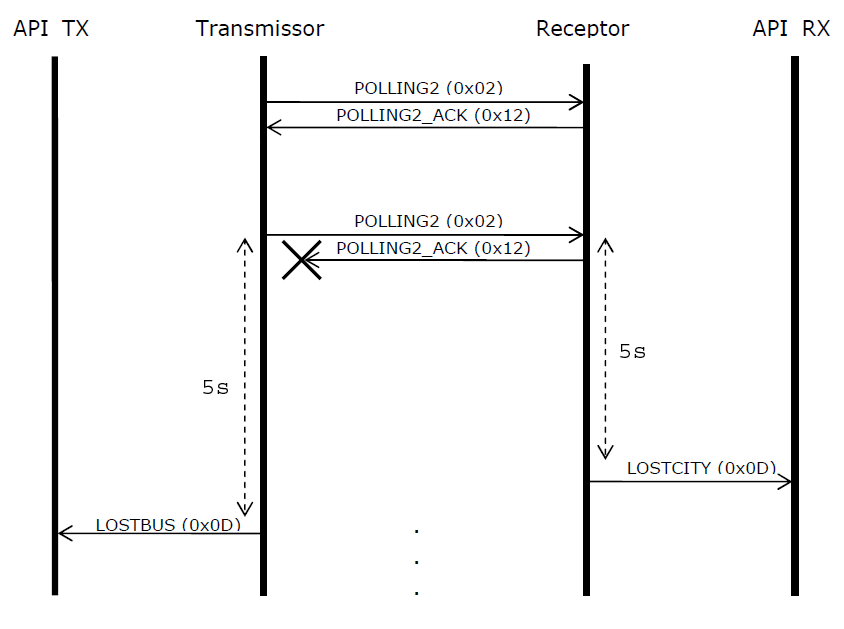 API TX Transmissor Receptor API RX
POLLING2 (0x02)
POLLING2_ACK (0x12)
POLLING2 (0x02)
POLLING2_ACK (0x12)
5s
5s
LOSTCITY (0x0D)
LOSTBUS (0x0D)
.
.
.